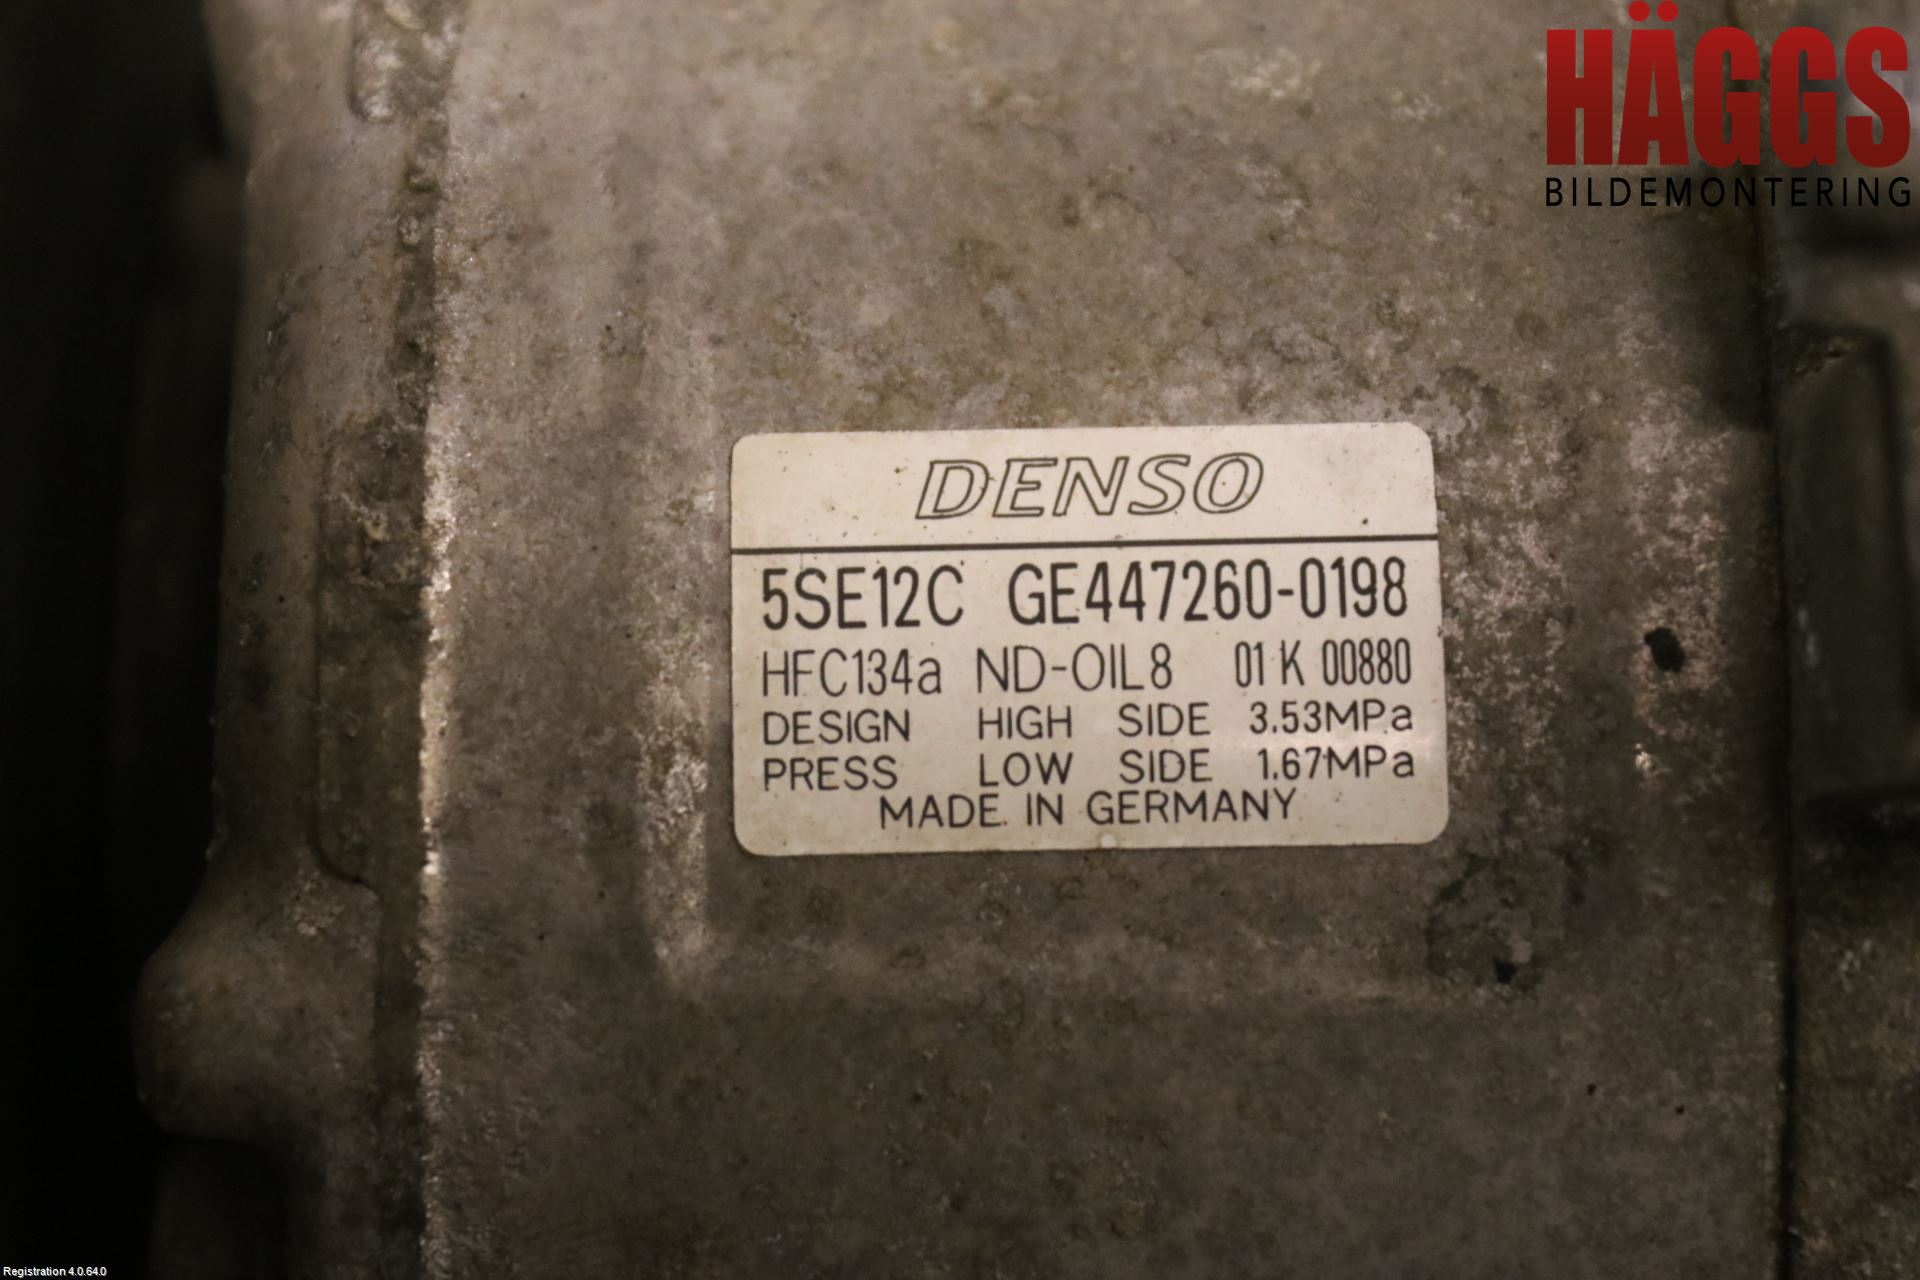 HÄGGS
BILDEMONTERING
DENSO
5SE12C GE447260-0198
HFC134a ND-OIL8 01 K 00880
DESIGN HIGH SIDE 3.53MPa
PRESS LOW SIDE 1.67MPa
MADE IN GERMANY
Registration 4.0.64.0